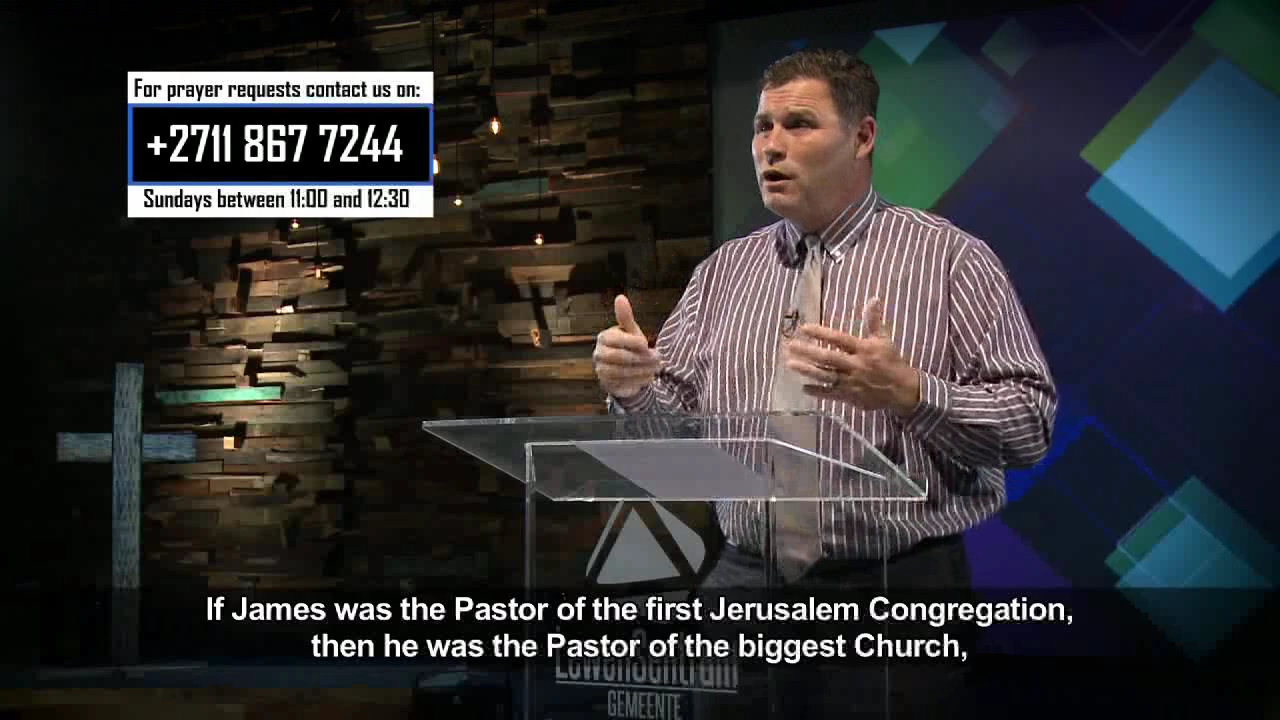 For prayer requests contact us on:
+2711 867 7244
Sundays between 11:00 and 12:30
If James was the Pastor of the first Jerusalem Congregation,
then he was the Pastor of the biggest Church,
LewenSentrum
GEMEENTE